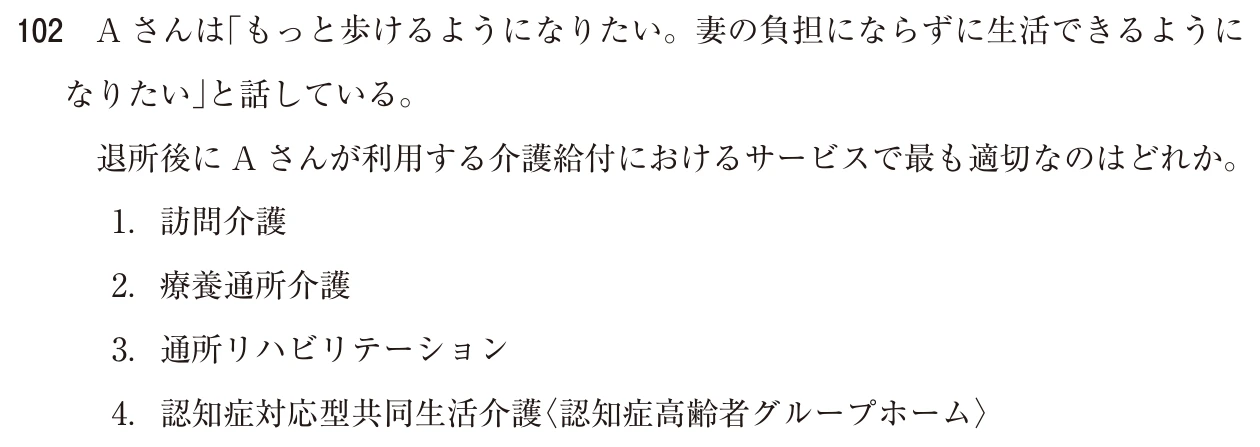 102 Aさんは「もっと歩けるようになりたい。妻の負担にならずに生活できるように
なりたい」と話している。
退所後にAさんが利用する介護給付におけるサービスで最も適切なのはどれか。
1. 訪問介護
2. 療養通所介護
3. 通所リハビリテーション
4. 認知症対応型共同生活介護〈認知症高齢者グループホーム〉